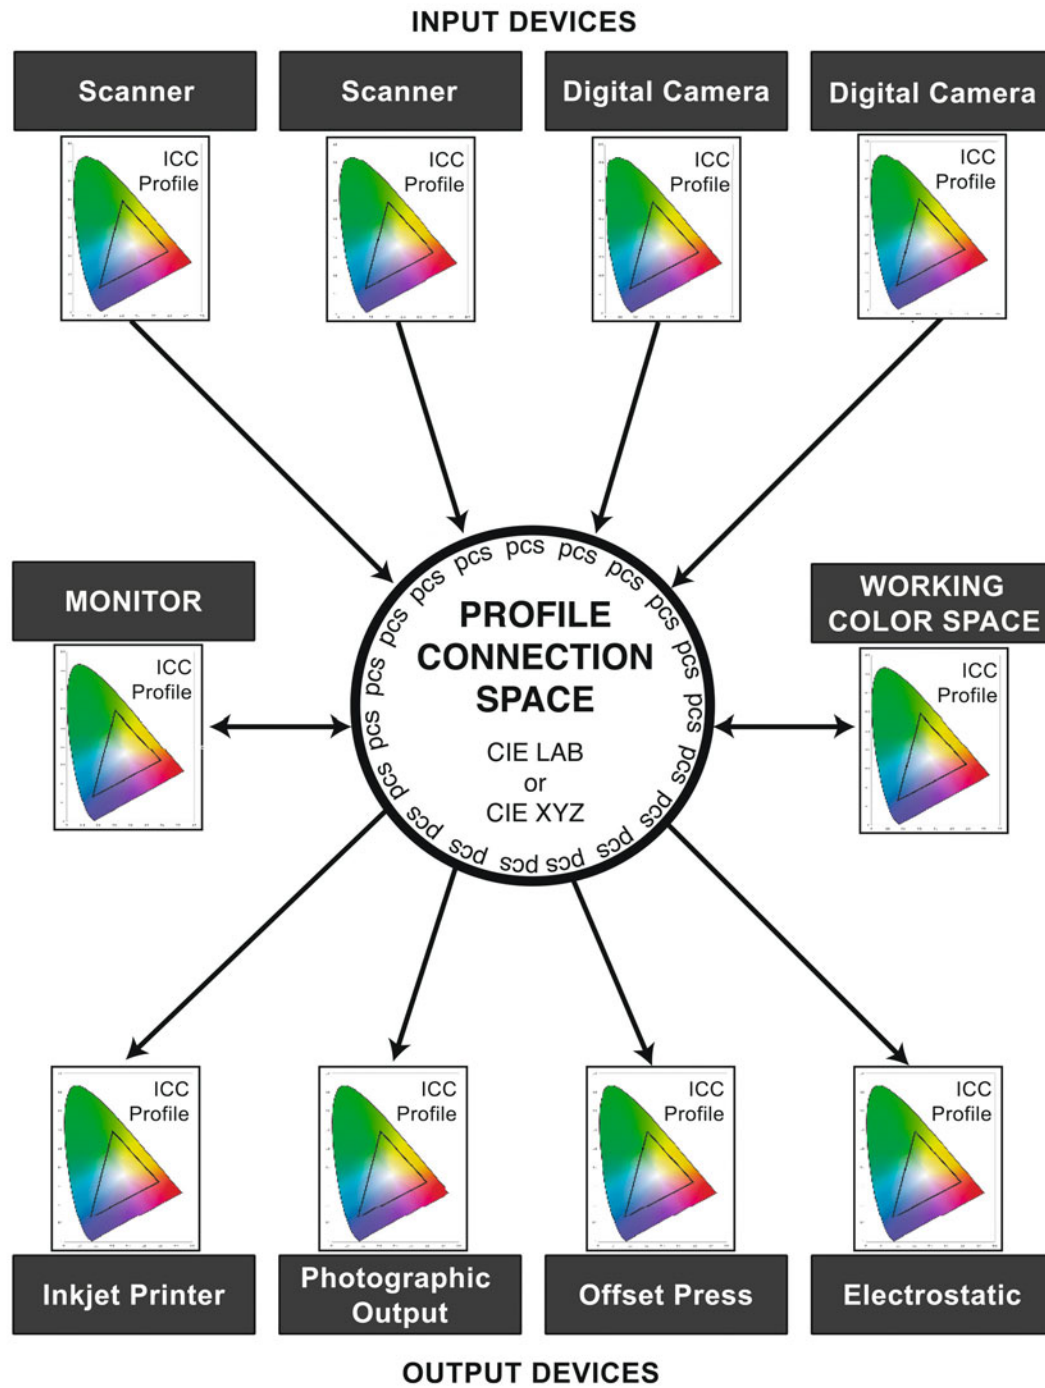 INPUT DEVICES
Scanner
Scanner
Digital Camera
Digital Camera
ICC
Profile
ICC
Profile
ICC
Profile
ICC
Profile
MONITOR
ICC
Profile
pcs pcs pcs pcs pcs pcs pcs pcs pcs pcs pcs pcs pcs pcs pcs pcs pcs pcs pcs pcs
PROFILE
CONNECTION
SPACE
CIE LAB
or
CIE XYZ
WORKING
COLOR SPACE
ICC
Profile
ICC
Profile
ICC
Profile
ICC
Profile
ICC
Profile
Inkjet Printer
Photographic
Output
Offset Press
Electrostatic
OUTPUT DEVICES